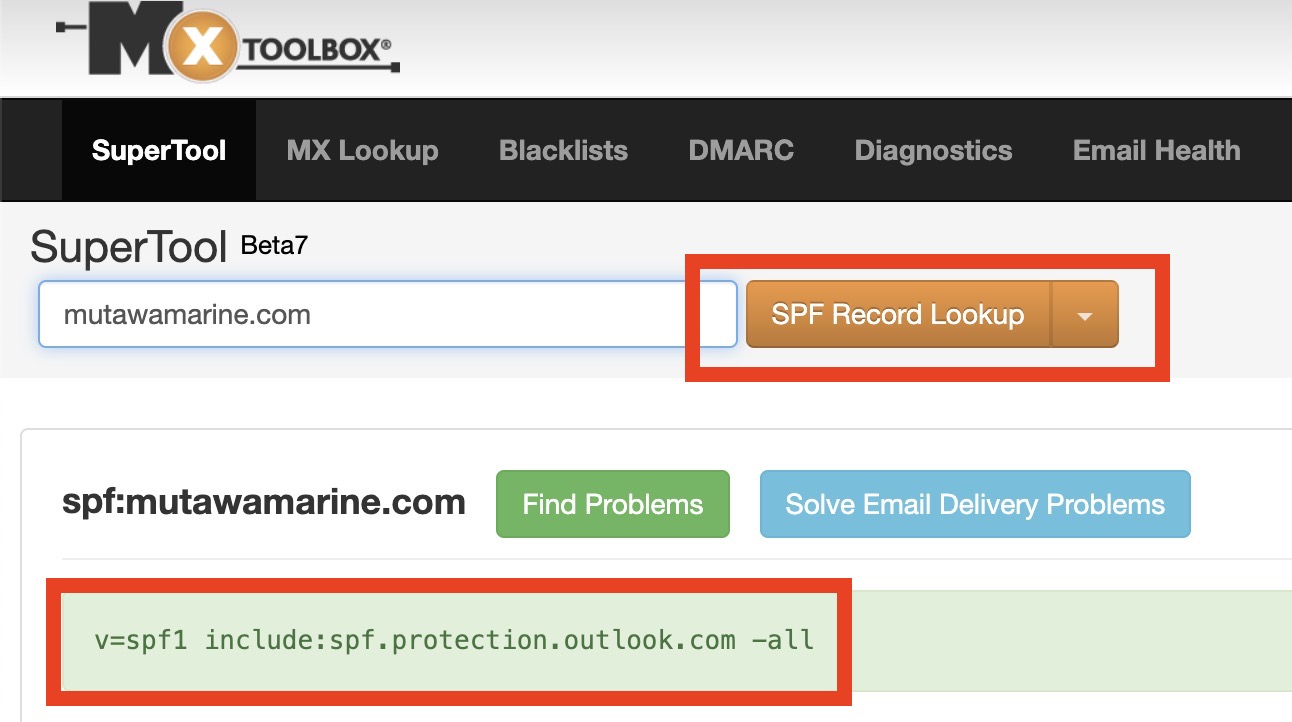 MX TOOLBOX®
SuperTool MX Lookup Blacklists DMARC Diagnostics Email Health
SuperTool Beta7
mutawamarine.com SPF Record Lookup
spf:mutawamarine.com Find Problems Solve Email Delivery Problems
v=spf1 include:spf.protection.outlook.com -all